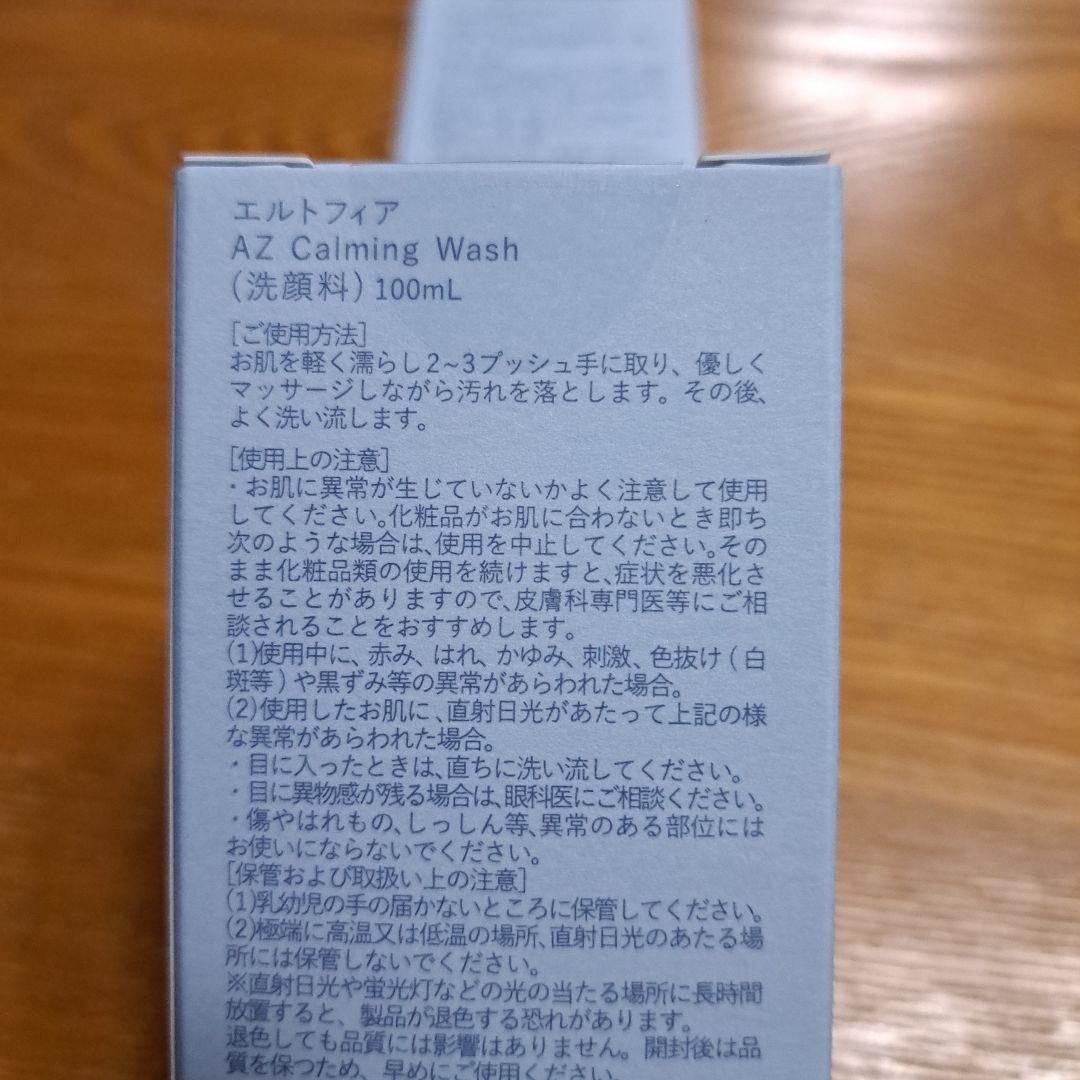 エルトフィア
AZ Calming Wash
(洗顔料) 100mL
[ご使用方法]
お肌を軽く濡らし2~3プッシュ手に取り、優しく
マッサージしながら汚れを落とします。その後、
よく洗い流します。
[使用上の注意]
・お肌に異常が生じていないかよく注意して使用
してください。化粧品がお肌に合わないとき即ち
次のような場合は、使用を中止してください。その
まま化粧品類の使用を続けますと、症状を悪化さ
せることがありますので、皮膚科専門医等にご相
談されることをおすすめします。
(1)使用中に、赤み、はれ、かゆみ、刺激、色抜け(白
斑等)や黒ずみ等の異常があらわれた場合。
(2)使用したお肌に、直射日光があたって上記の様
な異常があらわれた場合。
・目に入ったときは、直ちに洗い流してください。
・目に異物感が残る場合は、眼科医にご相談ください。
・傷やはれもの、しっしん等、異常のある部位には
お使いにならないでください。
[保管および取扱い上の注意]
(1)乳幼児の手の届かないところに保管してください。
(2)極端に高温又は低温の場所、直射日光のあたる場
所には保管しないでください。
※直射日光や蛍光灯などの光の当たる場所に長時間
放置すると、製品が退色する恐れがあります。
退色しても品質には影響はありません。開封後は品
質を保つため、早めにご使用ください。